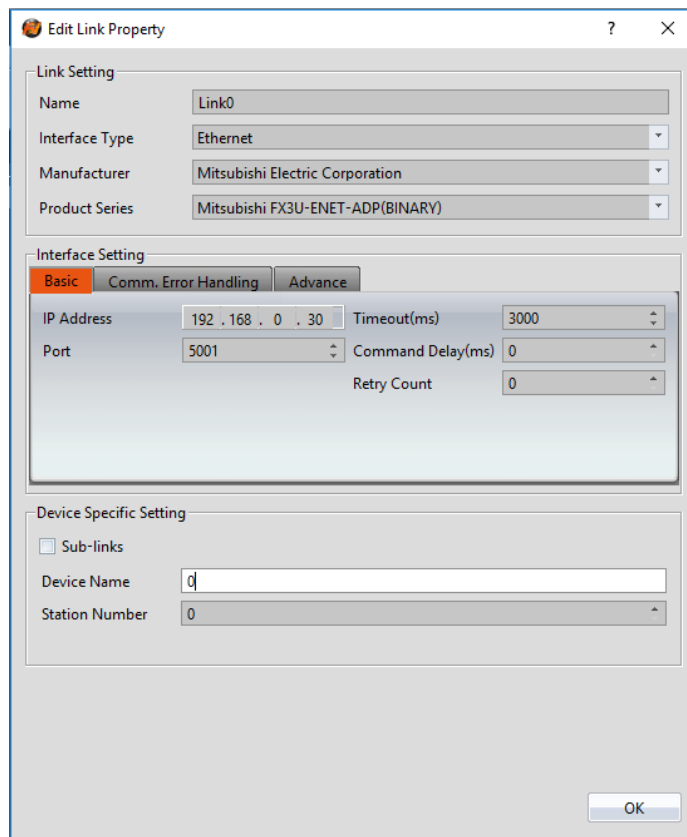 Edit Link Property ? ×
Link Setting
Name Link0
Interface Type Ethernet
Manufacturer Mitsubishi Electric Corporation
Product Series Mitsubishi FX3U-ENET-ADP(BINARY)
Interface Setting
Basic Comm. Error Handling Advance
IP Address 192 . 168 . 0 . 30 Timeout(ms) 3000
Port 5001 Command Delay(ms) 0
Retry Count 0
Device Specific Setting
Sub-links
Device Name 0
Station Number 0
OK